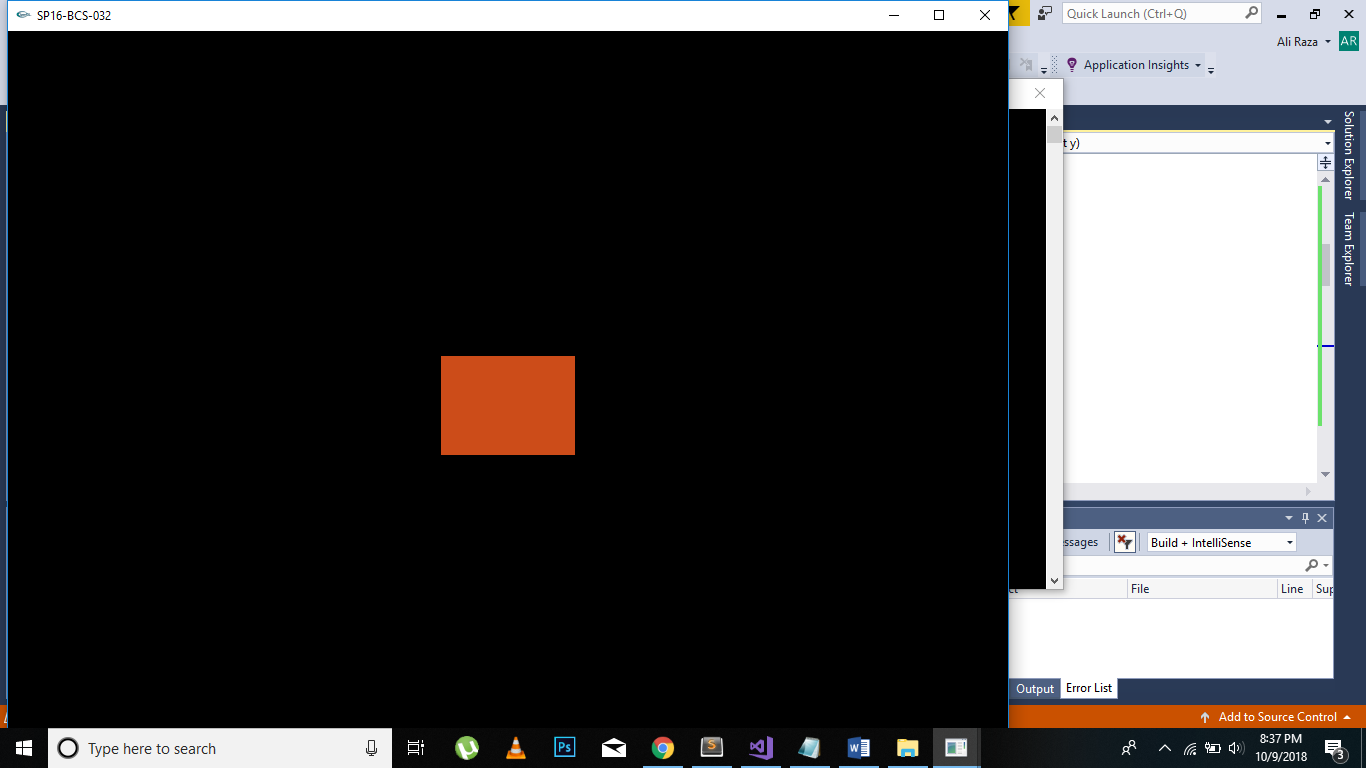 SP16-BCS-032
Quick Launch (Ctrl+Q)
Ali Raza
AR
Application Insights
t y)
Solution Explorer
Team Explorer
ssages
Build + IntelliSense
ct
File
Line
Sup
Output
Error List
Add to Source Control
Type here to search
Ps
S
W
8:37 PM
10/9/2018
3